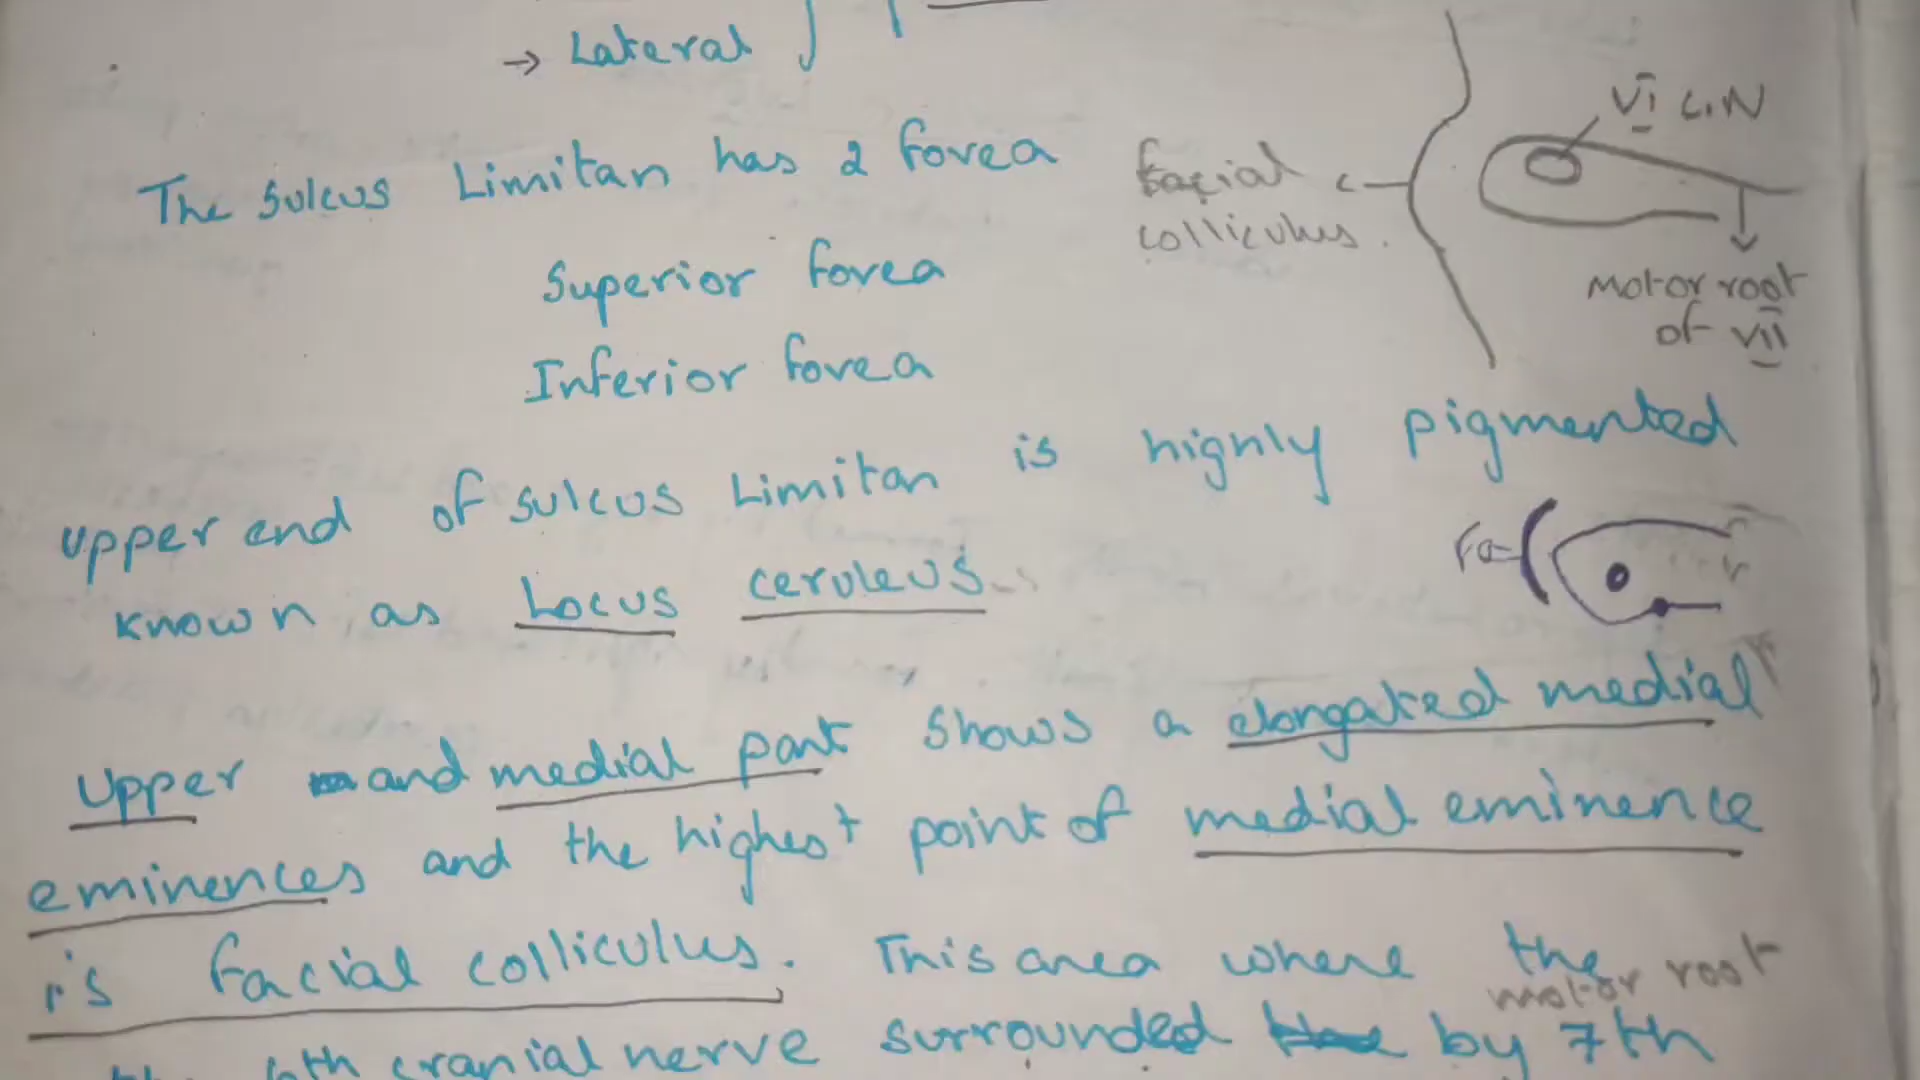 → Lateral
The Sulcus Limitan has 2 fovea
Superior fovea
Inferior fovea
Facial
colliculus.
VI C.N
Motor root
of VII
upper end of sulcus Limitan is highly pigmented
known as Locus ceruleus
Upper and medial part shows a elongated medial
eminences and the highest point of medial eminence
is facial colliculus. This area where the
motor root
6th cranial nerve surrounded by 7th